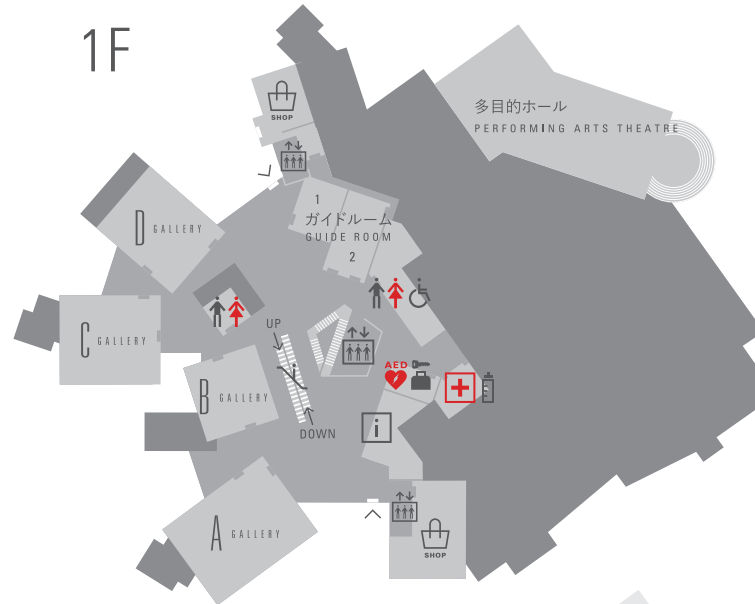 1F
SHOP
多目的ホール
PERFORMING ARTS THEATRE
1
ガイドルーム
GUIDE ROOM
2
D GALLERY
C GALLERY
UP
B GALLERY
AED
i
DOWN
A GALLERY
SHOP